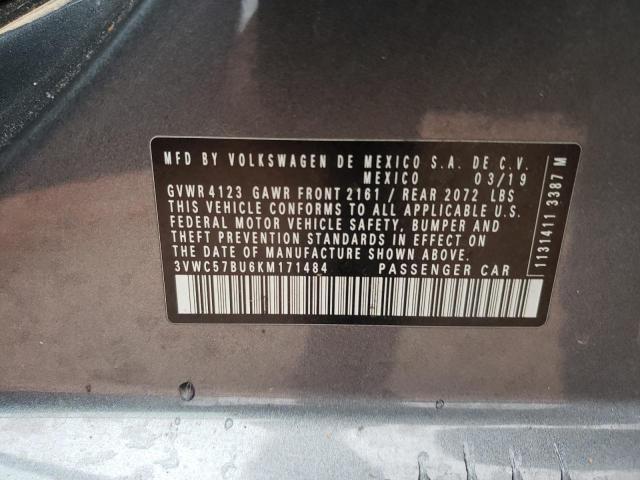 MFD BY VOLKSWAGEN DE MEXICO S.A. DE C.V.
MEXICO 03/19
GVWR 4123 GAWR FRONT 2161 / REAR 2072 LBS
THIS VEHICLE CONFORMS TO ALL APPLICABLE U.S.
FEDERAL MOTOR VEHICLE SAFETY, BUMPER AND
THEFT PREVENTION STANDARDS IN EFFECT ON
THE DATE OF MANUFACTURE SHOWN ABOVE.
3VWC57BU6KM171484 PASSENGER CAR
1131411 3387 M